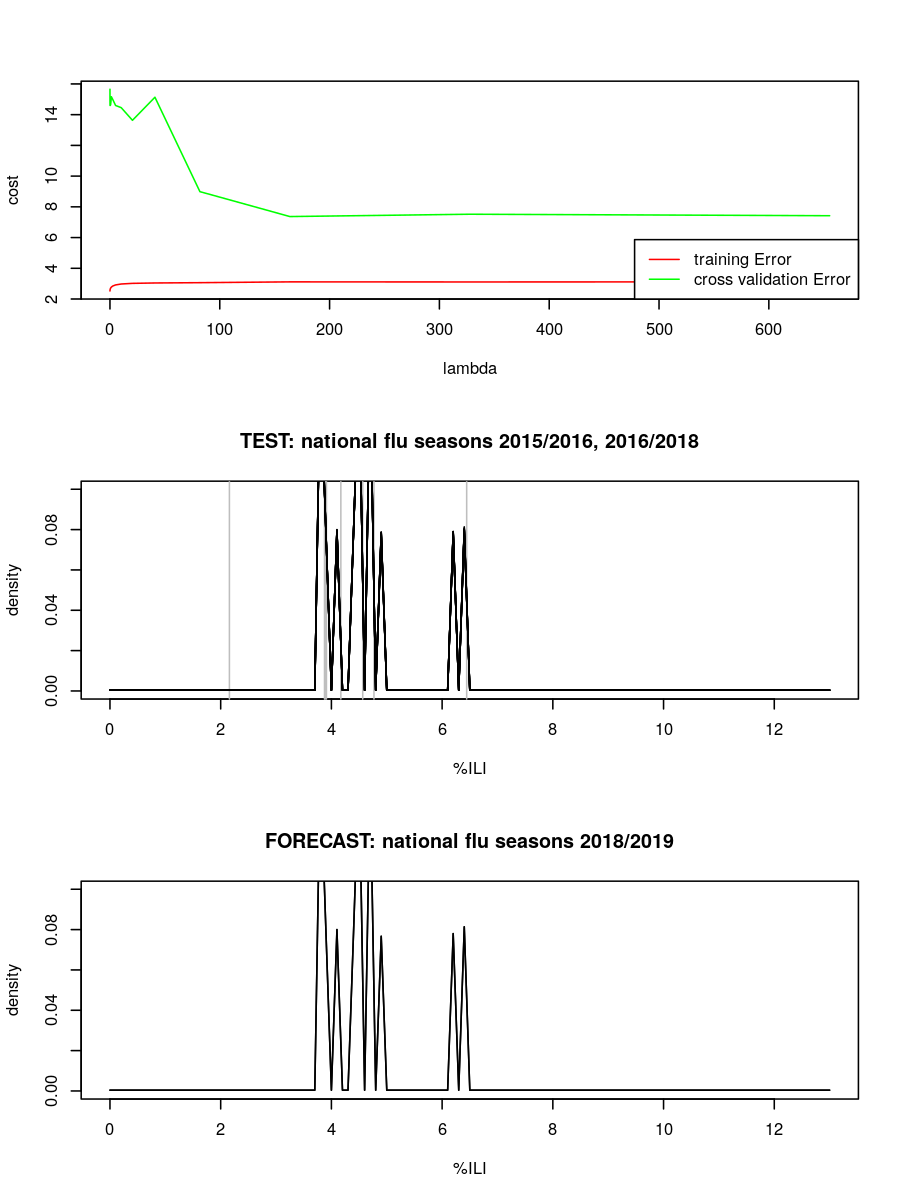 cost
14
10
8
6
4
2
training Error
cross validation Error
0 100 200 300 400 500 600
lambda
TEST: national flu seasons 2015/2016, 2016/2018
density
0.08
0.04
0.00
0 2 4 6 8 10 12
%ILI
FORECAST: national flu seasons 2018/2019
density
0.08
0.04
0.00
0 2 4 6 8 10 12
%ILI